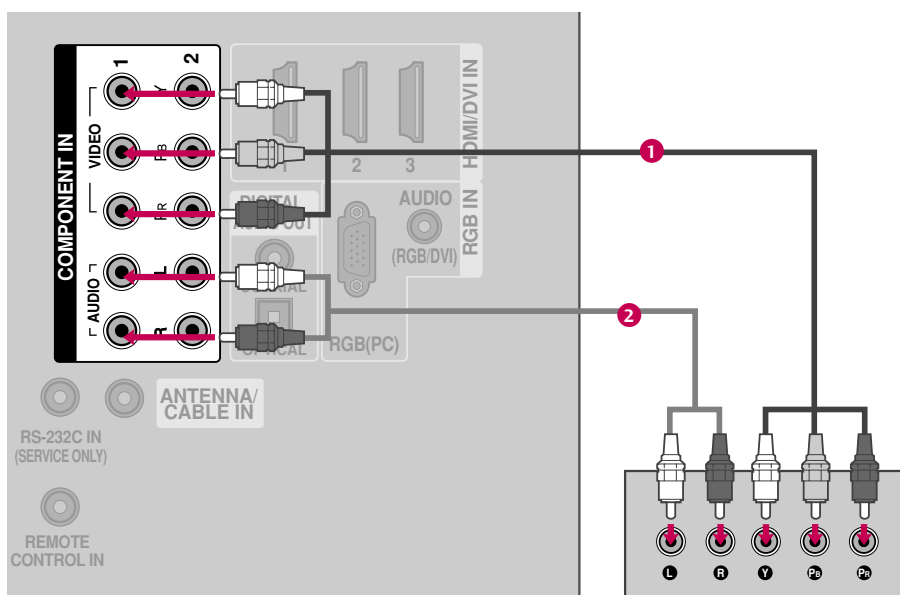 COMPONENT IN
VIDEO
AUDIO
1
2
Y
PB
PR
L
R
HDMI/DVI IN
1
2
3
RGB IN
DIGITAL
AUDIO OUT
COAXIAL
OPTICAL
AUDIO
(RGB/DVI)
RGB(PC)
ANTENNA/
CABLE IN
RS-232C IN
(SERVICE ONLY)
REMOTE
CONTROL IN
1
2
L
R
Y
PB
PR